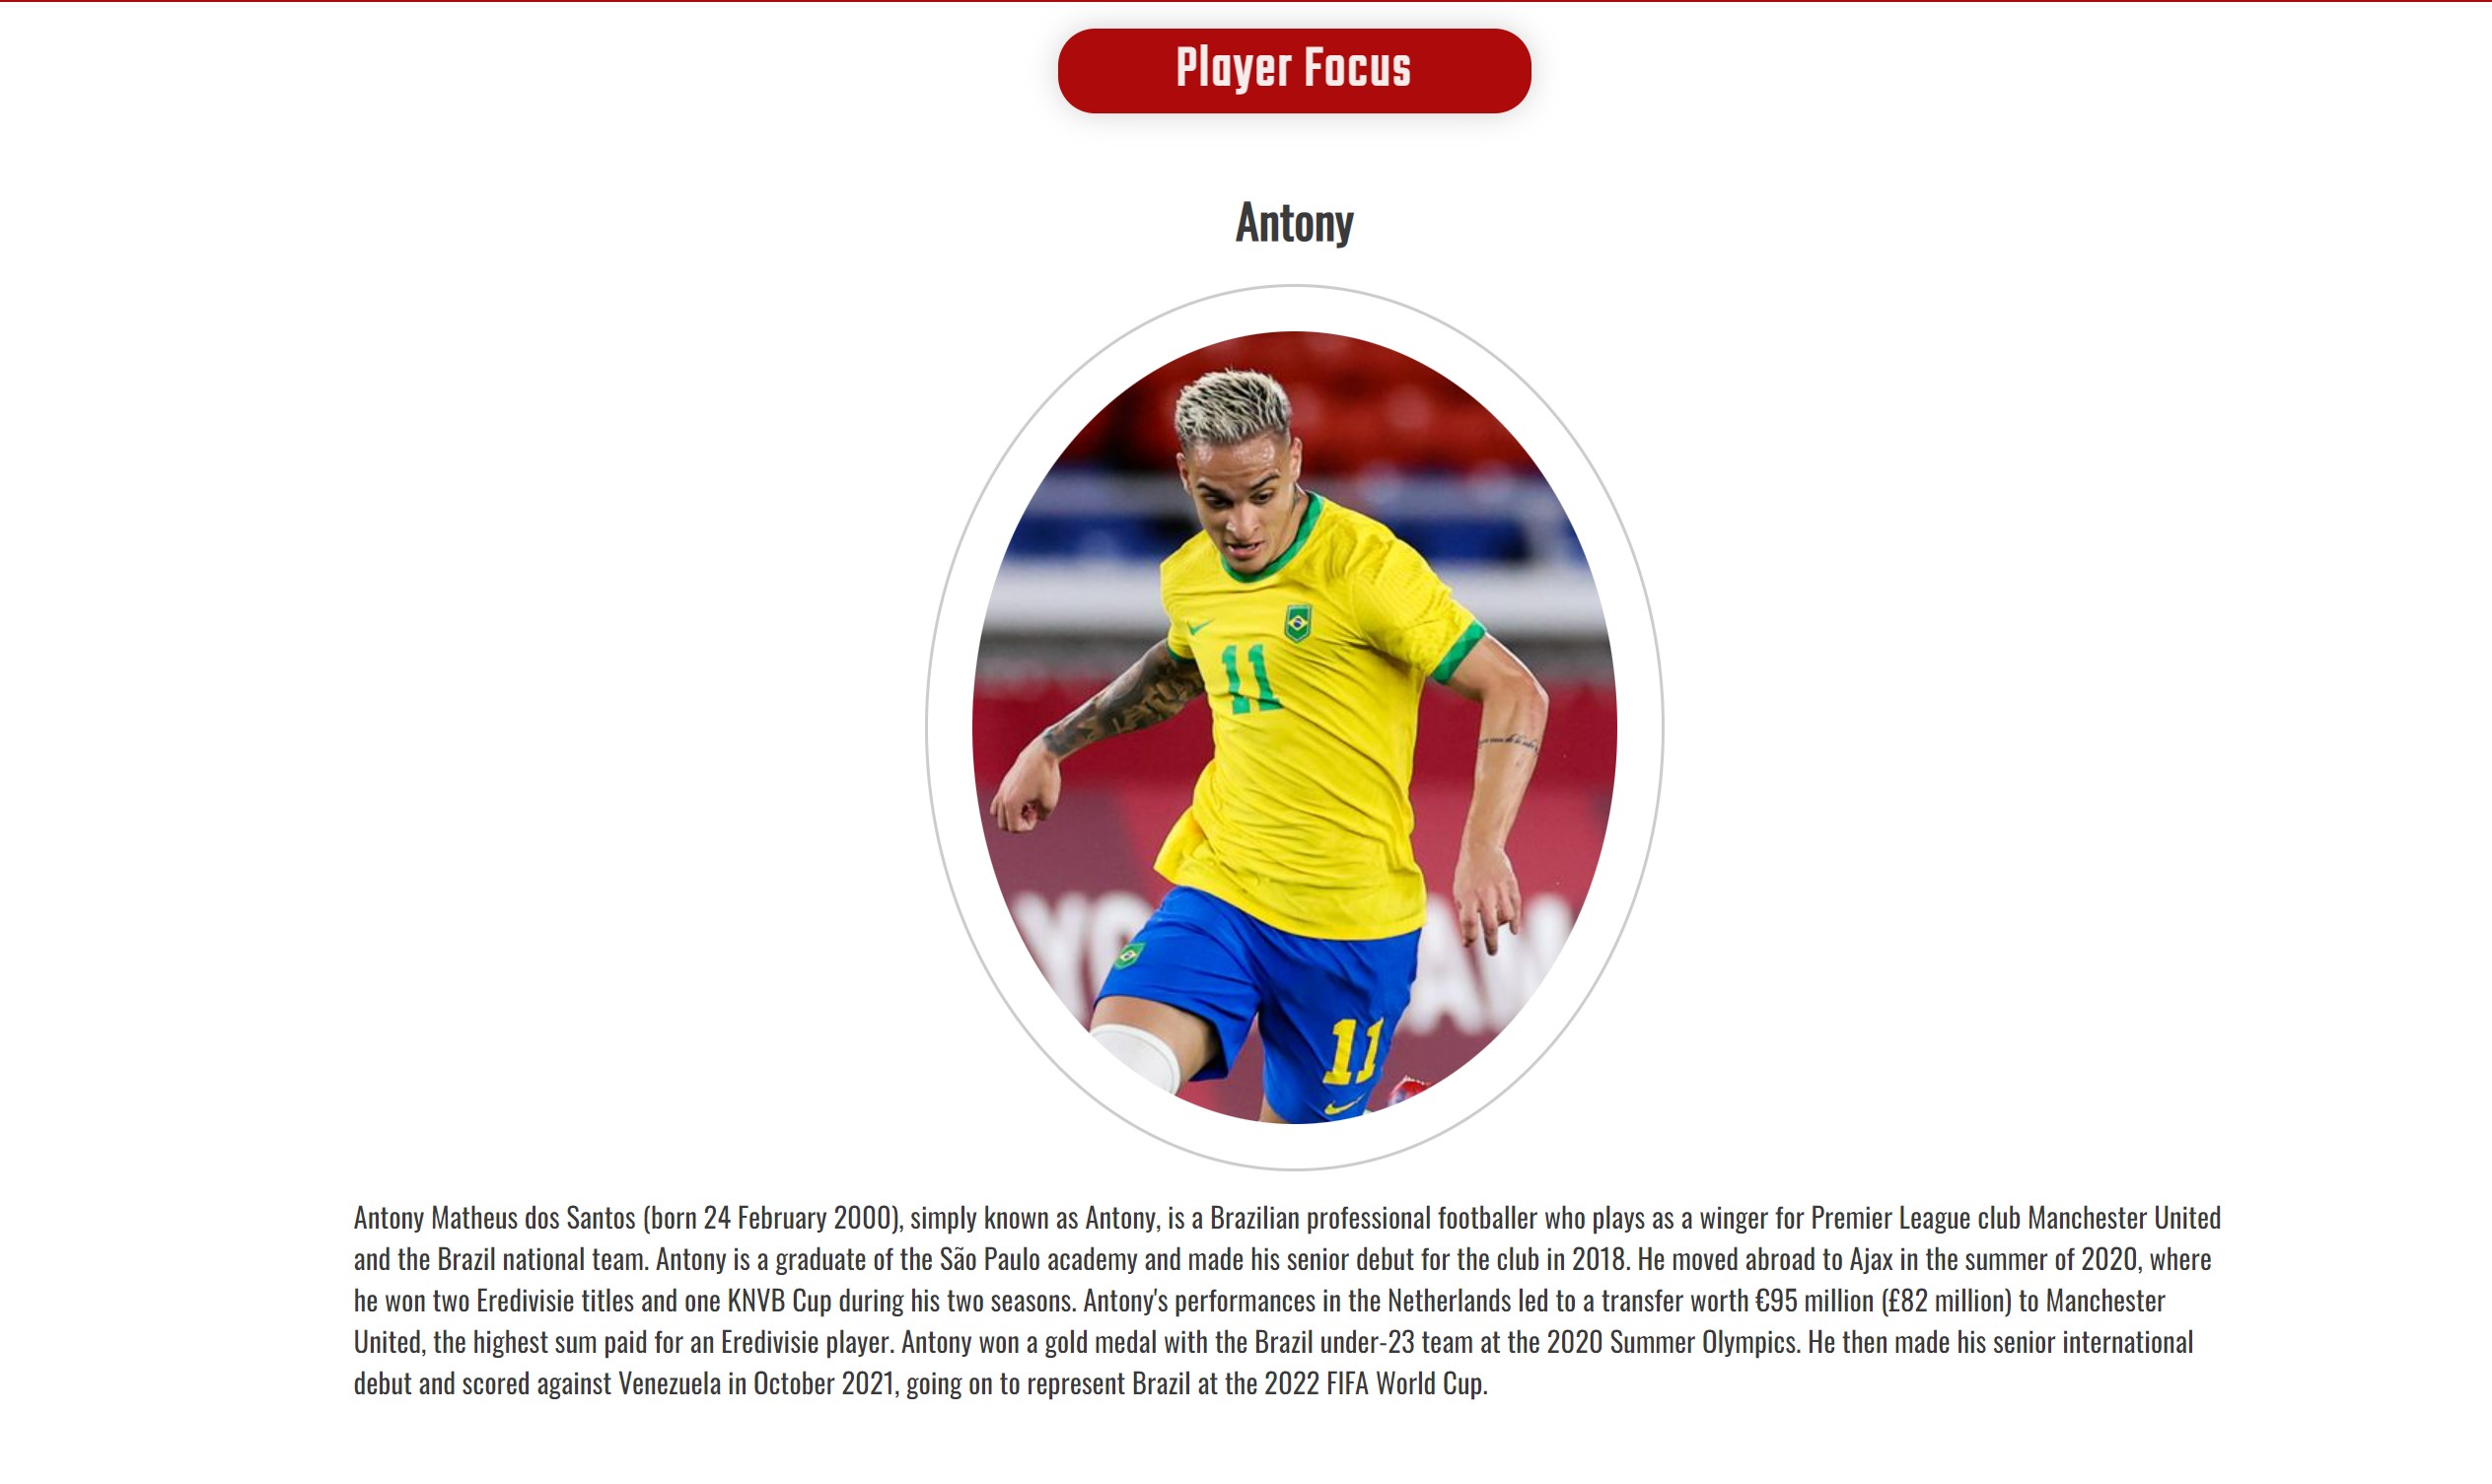 Player Focus
Antony
11
11
Antony Matheus dos Santos (born 24 February 2000), simply known as Antony, is a Brazilian professional footballer who plays as a winger for Premier League club Manchester United
and the Brazil national team. Antony is a graduate of the São Paulo academy and made his senior debut for the club in 2018. He moved abroad to Ajax in the summer of 2020, where
he won two Eredivisie titles and one KNVB Cup during his two seasons. Antony's performances in the Netherlands led to a transfer worth €95 million (£82 million) to Manchester
United, the highest sum paid for an Eredivisie player. Antony won a gold medal with the Brazil under-23 team at the 2020 Summer Olympics. He then made his senior international
debut and scored against Venezuela in October 2021, going on to represent Brazil at the 2022 FIFA World Cup.